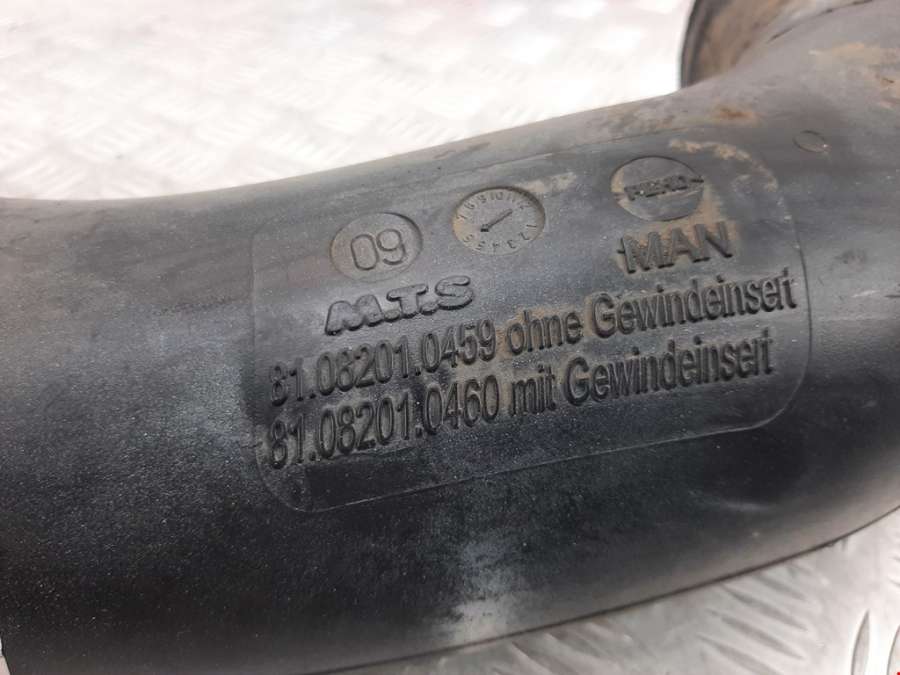 09
MAN
M.T.S
81.08201.0459 ohne Gewindeinsert
81.08201.0460 mit Gewindeinsert